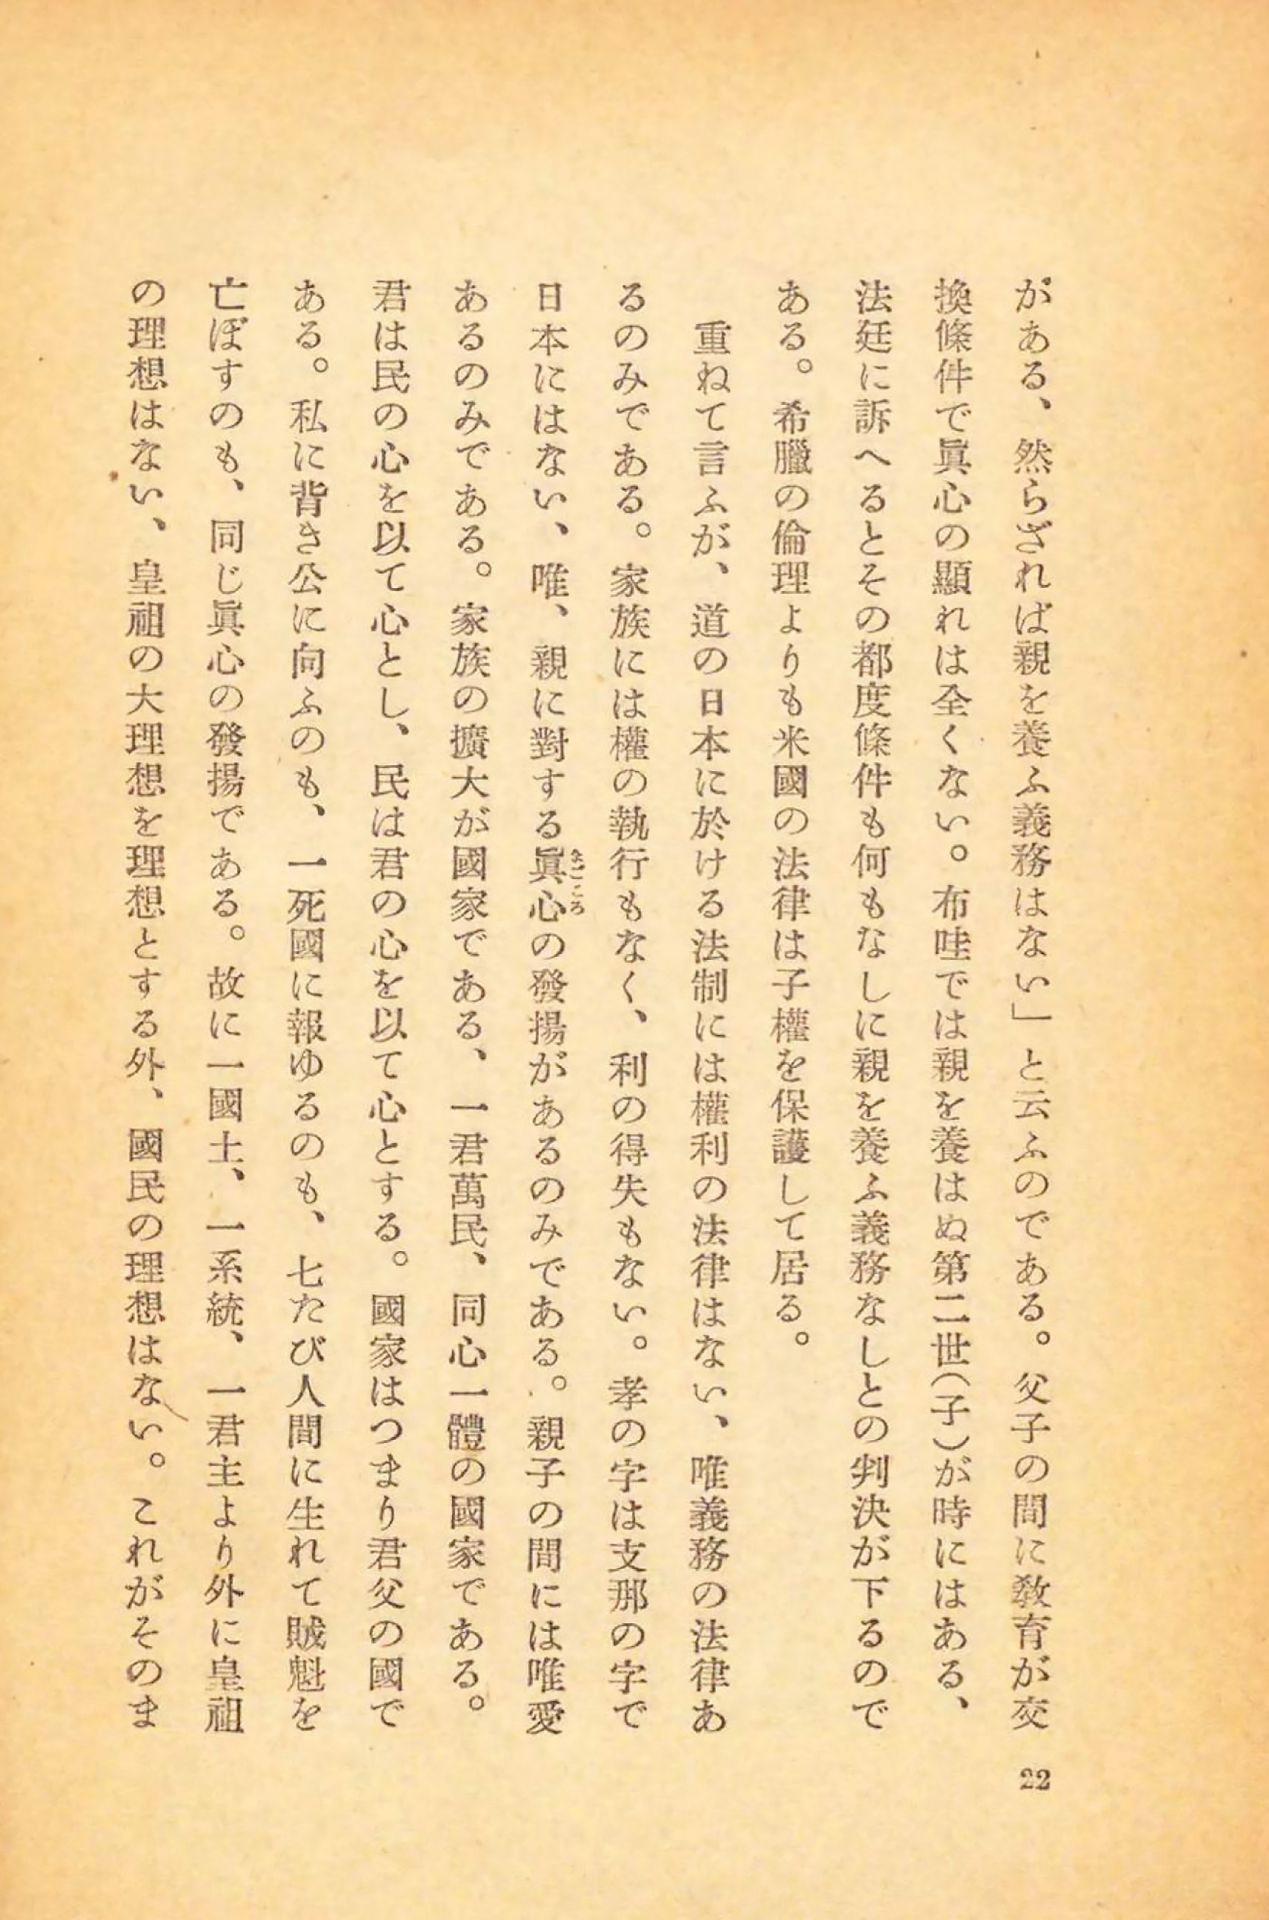 がある、然らざれば親を養ふ義務はない」と云ふのである。父子の間に敎育が交
換條件で眞心の顯れは全くない。布哇では親を養はぬ第二世(子)が時にはある、
法廷に訴へるとその都度條件も何もなしに親を養ふ義務なしとの判決が下るので
ある。希臘の倫理よりも米國の法律は子權を保護して居る。
重ねて言ふが、道の日本に於ける法制には權利の法律はない、唯義務の法律あ
るのみである。家族には權の執行もなく、利の得失もない。孝の字は支那の字で
日本にはない、唯、親に對する眞心の發揚があるのみである。親子の間には唯愛
まごころ
あるのみである。家族の擴大が國家である、一君萬民、同心一體の國家である。
君は民の心を以て心とし、民は君の心を以て心とする。國家はつまり君父の國で
ある。私に背き公に向ふのも、一死國に報ゆるのも、七たび人間に生れて賊魁を
亡ぼすのも、同じ眞心の發揚である。故に一國土、一系統、一君主より外に皇祖
の理想はない、皇祖の大理想を理想とする外、國民の理想はない。これがそのま
22